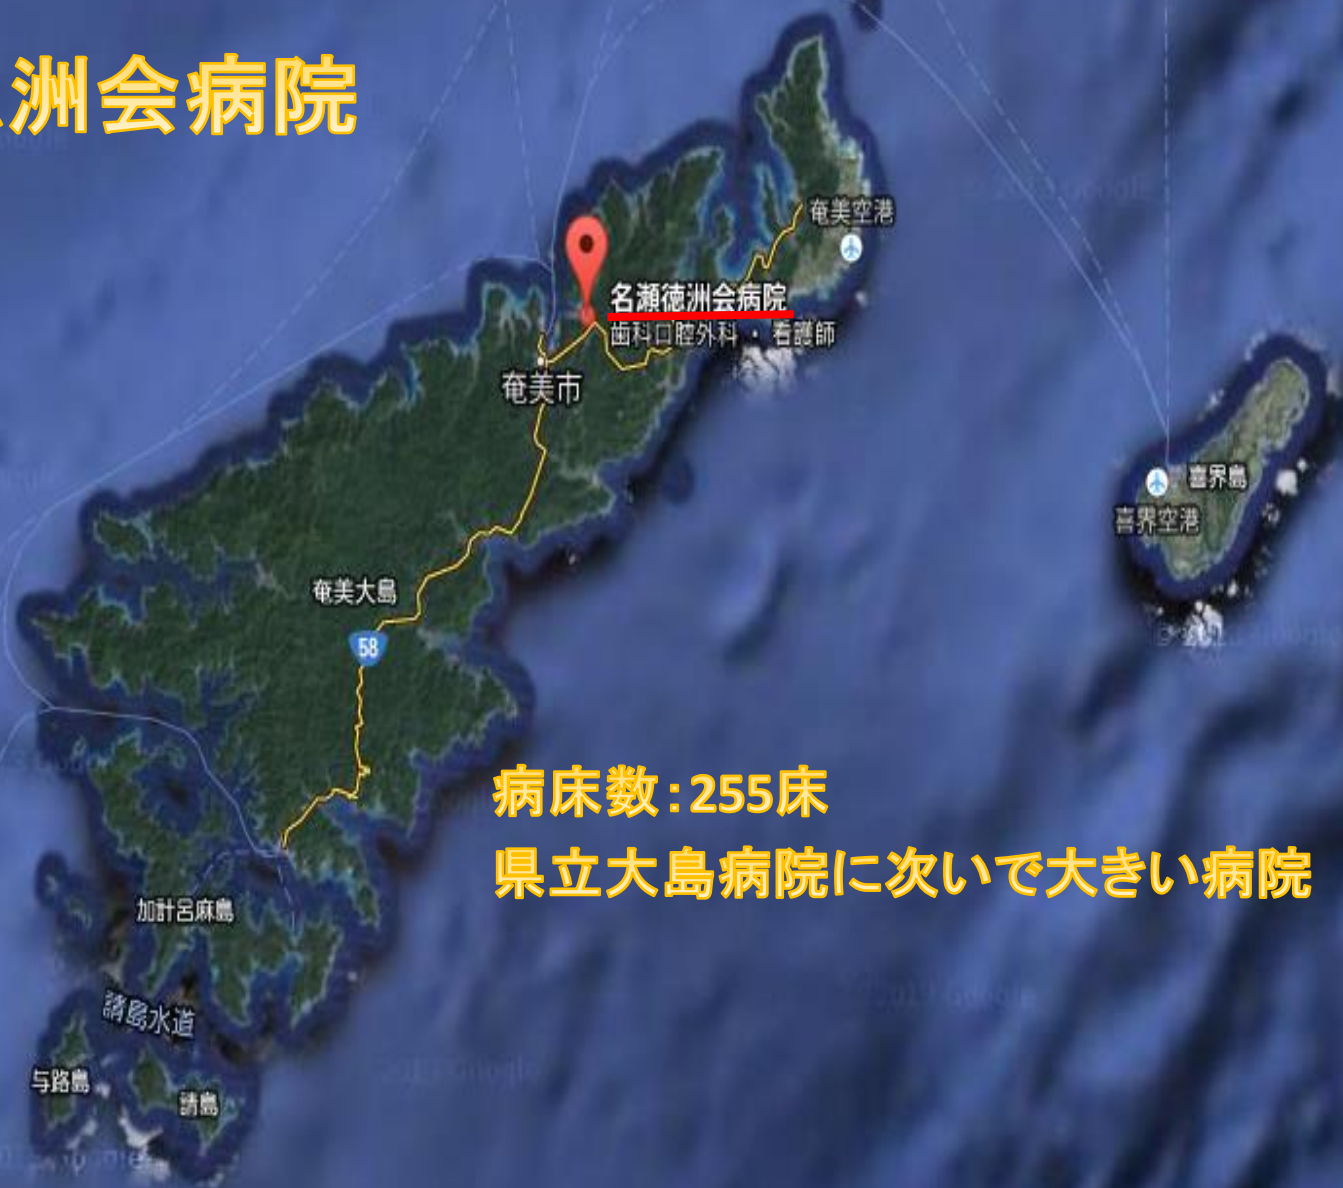 洲会病院
奄美空港
名瀬徳洲会病院
歯科口腔外科 ・ 看護師
奄美市
喜界島
喜界空港
奄美大島
58
病床数：255床
県立大島病院に次いで大きい病院
加計呂麻島
請島水道
与路島
請島